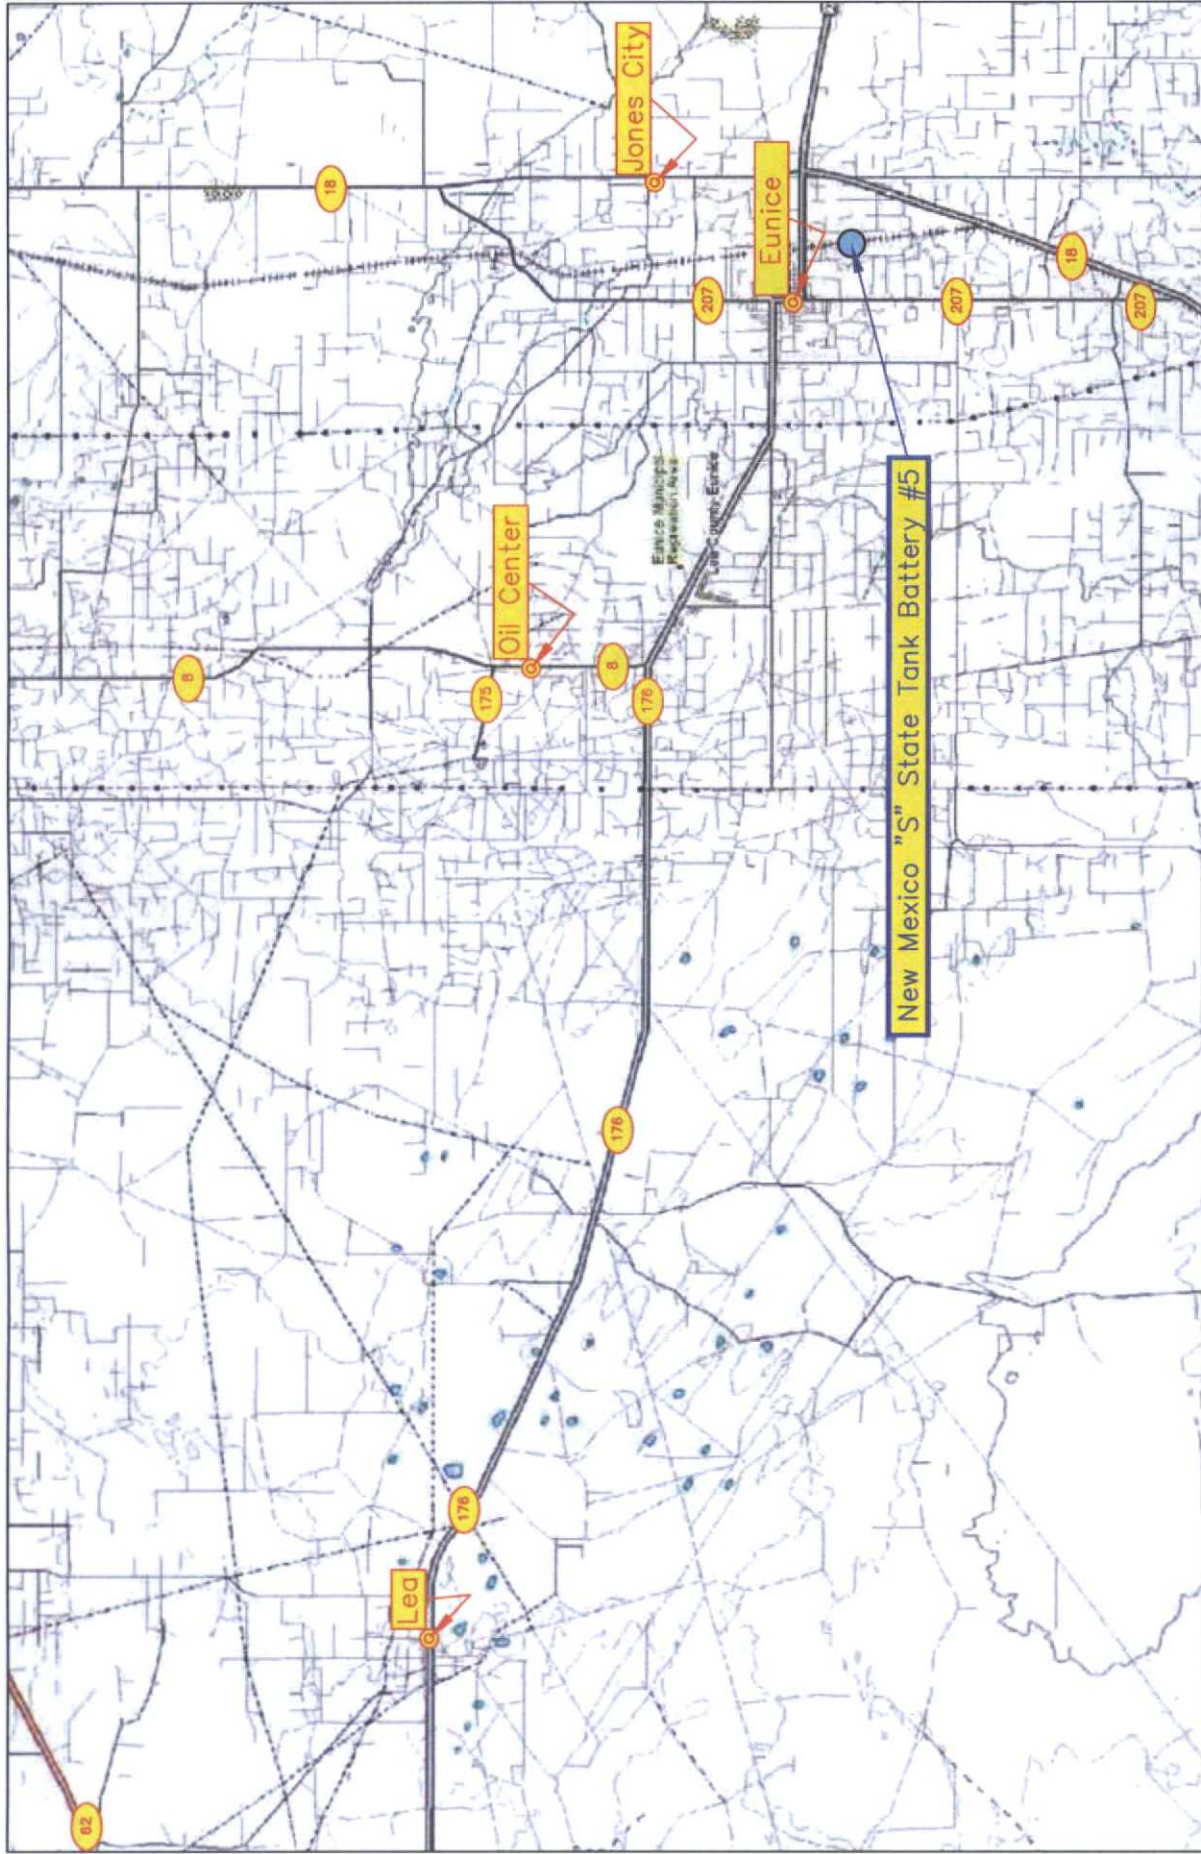 Jones City
18
Eunice
207
18
207
207
Oil Center
8
175
8
176
Eunice Municipal
Recreation Area
Lea County Eunice
New Mexico "S" State Tank Battery #5
176
176
Lea
62